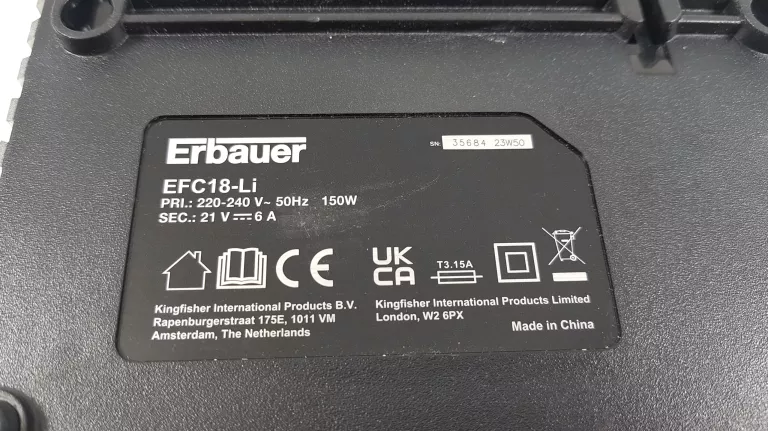 Erbauer
SN: 35684 23W50
EFC18-Li
PRI.: 220-240 V~ 50Hz 150W
SEC.: 21 V⎓6 A
CE
UK
CA
T3.15A
Kingfisher International Products B.V.
Rapenburgerstraat 175E, 1011 VM
Amsterdam, The Netherlands
Kingfisher International Products Limited
London, W2 6PX
Made in China